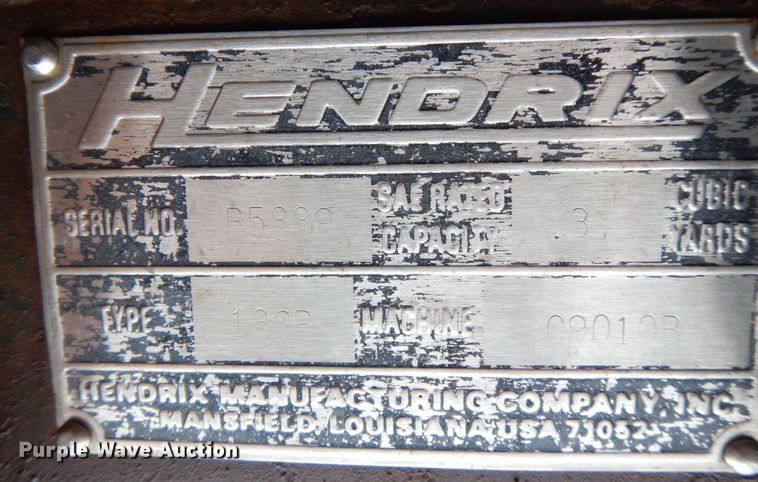 HENDRIX
SERIAL NO. B5889 SAE RATED CAPACITY .3 CUBIC YARDS
TYPE MACHINE C9010B
HENDRIX MANUFACTURING COMPANY, INC.
MANSFIELD, LOUISIANA, USA 71052
Purple Wave Auction